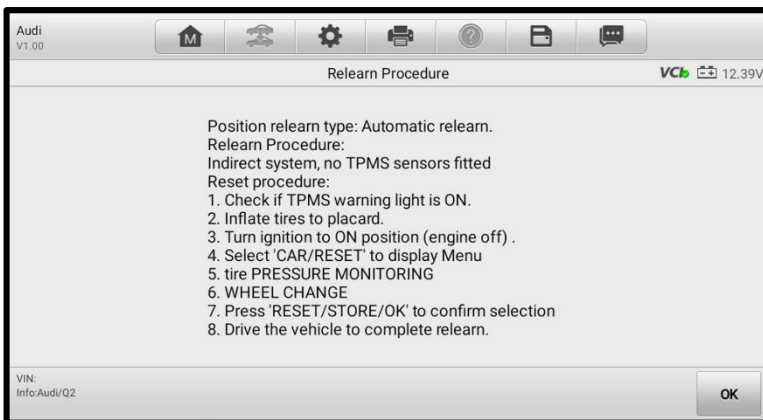 Audi
V1.00
M
Relearn Procedure
VCI
12.39V
Position relearn type: Automatic relearn.
Relearn Procedure:
Indirect system, no TPMS sensors fitted
Reset procedure:
1. Check if TPMS warning light is ON.
2. Inflate tires to placard.
3. Turn ignition to ON position (engine off) .
4. Select 'CAR/RESET' to display Menu
5. tire PRESSURE MONITORING
6. WHEEL CHANGE
7. Press 'RESET/STORE/OK' to confirm selection
8. Drive the vehicle to complete relearn.
VIN:
Info:Audi/Q2
OK